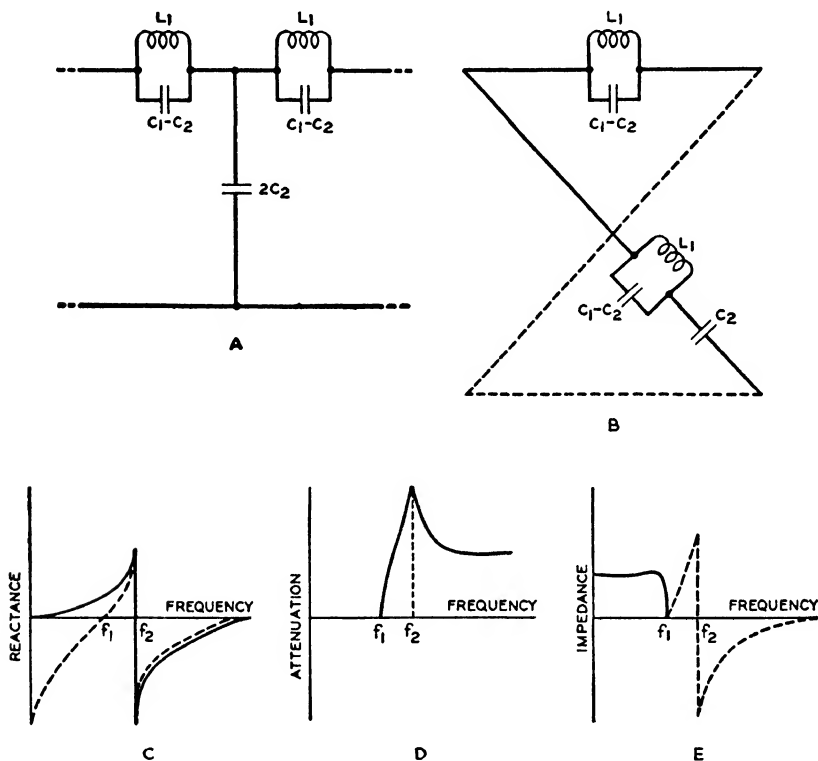 L1
L1
C1-C2
C1-C2
2C2
A
L1
C1-C2
L1
C1-C2
C2
B
REACTANCE
FREQUENCY
f1
f2
C
ATTENUATION
FREQUENCY
f1
f2
D
IMPEDANCE
FREQUENCY
f1
f2
E